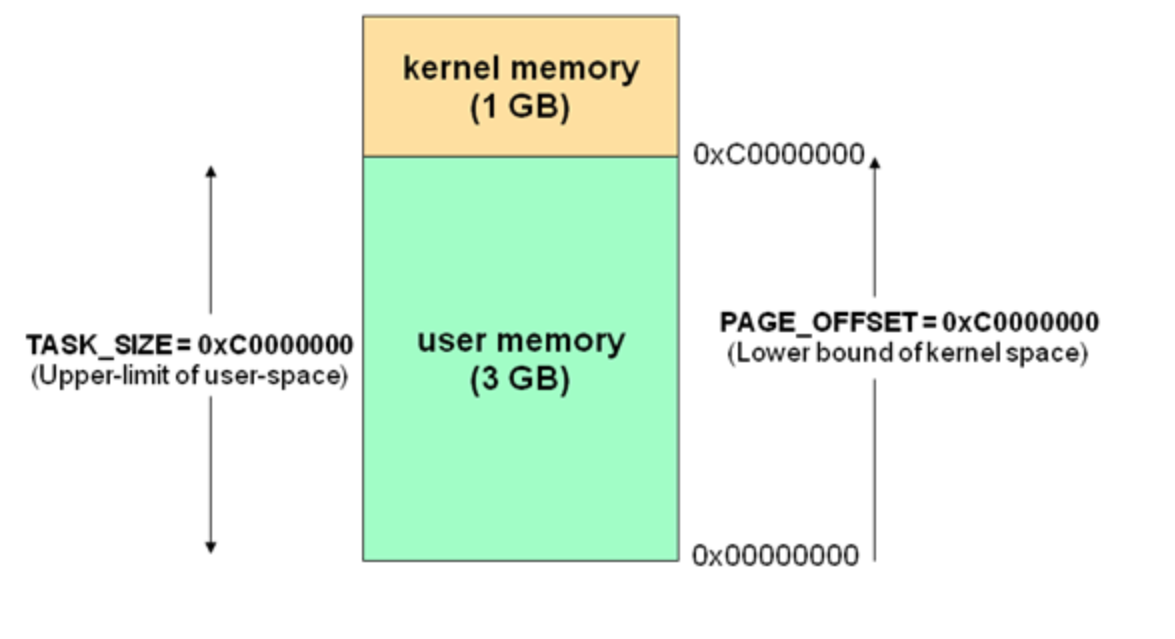 kernel memory
(1 GB)
0xC0000000
TASK_SIZE = 0xC0000000
(Upper-limit of user-space)
user memory
(3 GB)
PAGE_OFFSET = 0xC0000000
(Lower bound of kernel space)
0x00000000